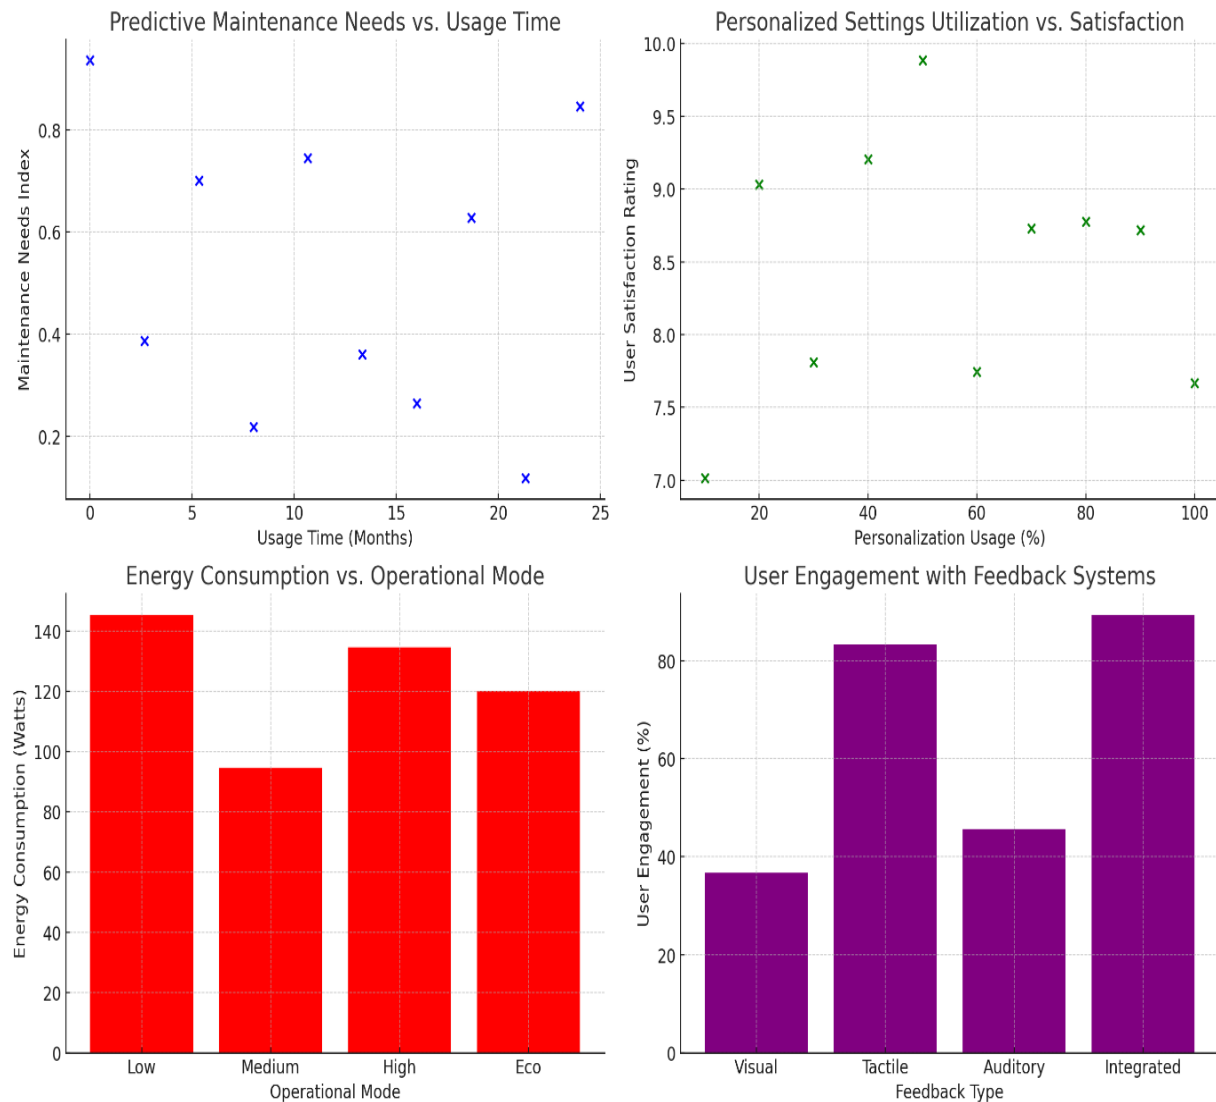 Predictive Maintenance Needs vs. Usage Time
Maintenance Needs Index
0.8
0.6
0.4
0.2
0 5 10 15 20 25
Usage Time (Months)
Personalized Settings Utilization vs. Satisfaction
User Satisfaction Rating
10.0
9.5
9.0
8.5
8.0
7.5
7.0
20 40 60 80 100
Personalization Usage (%)
Energy Consumption vs. Operational Mode
Energy Consumption (Watts)
140
120
100
80
60
40
20
0
Low Medium High Eco
Operational Mode
User Engagement with Feedback Systems
User Engagement (%)
80
60
40
20
0
Visual Tactile Auditory Integrated
Feedback Type